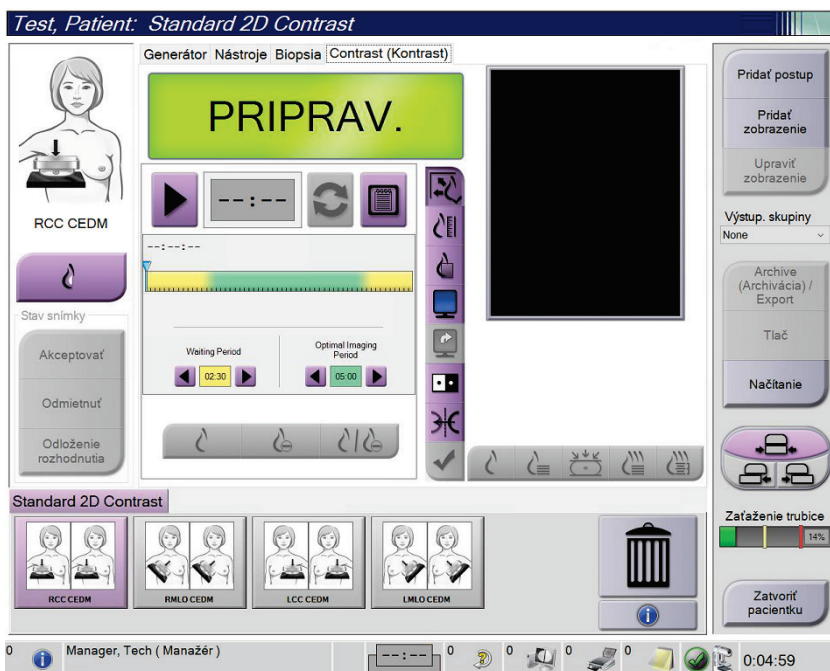 Test, Patient: Standard 2D Contrast
Generátor Nástroje Biopsia Contrast (Kontrast)
PRIPRAV.
RCC CEDM
--:--
--:--:--
Waiting Period
Optimal Imaging
Period
02:30
05:00
Stav snímky
Akceptovať
Odmietnuť
Odloženie
rozhodnutia
Pridať postup
Pridať
zobrazenie
Upraviť
zobrazenie
Výstup. skupiny
None
Archive
(Archivácia) /
Export
Tlač
Načítanie
Zaťaženie trubice
14%
Zatvoriť
pacientku
Standard 2D Contrast
RCC CEDM
RMLO CEDM
LCC CEDM
LMLO CEDM
0 Manager, Tech ( Manažér ) --:-- 0 0 0 0 0:04:59